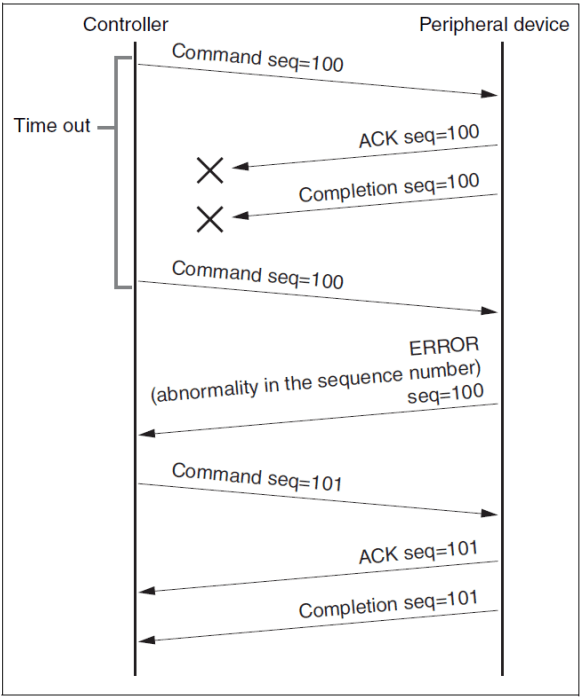 Controller
Peripheral device
Command seq=100
Time out
ACK seq=100
Completion seq=100
Command seq=100
ERROR
(abnormality in the sequence number)
seq=100
Command seq=101
ACK seq=101
Completion seq=101